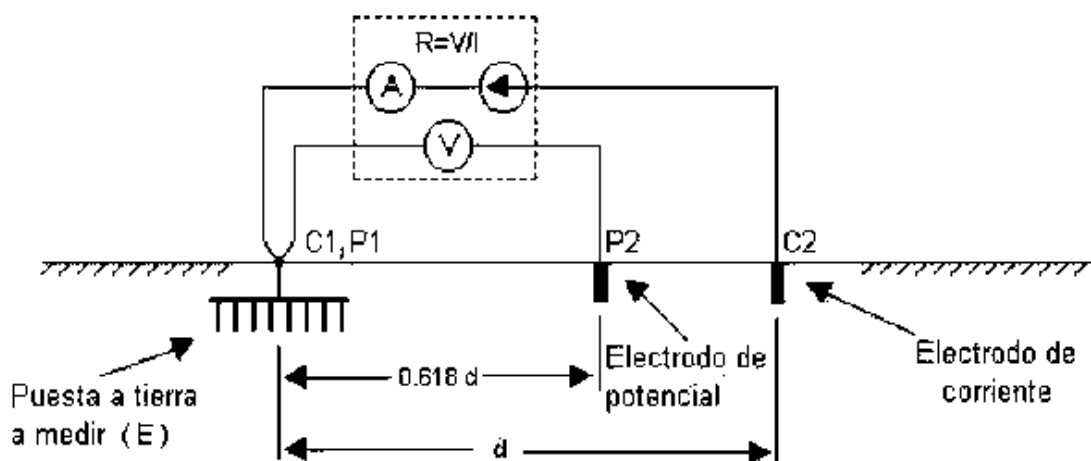 R=V/I
A
V
C1,P1
P2
C2
Electrodo de
potencial
Electrodo de
corriente
0.618 d
Puesta a tierra
a medir (E)
d